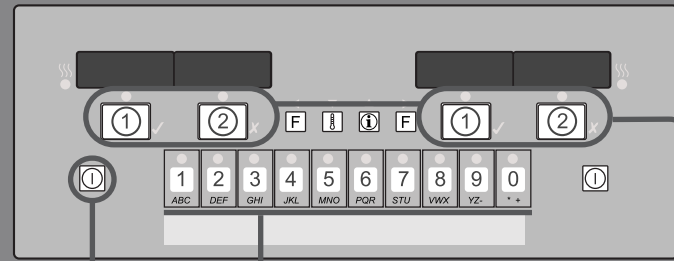 1 2 1 2
F F
1 2 3 4 5 6 7 8 9 0
ABC DEF GHI JKL MNO PQR STU VWX YZ- * +